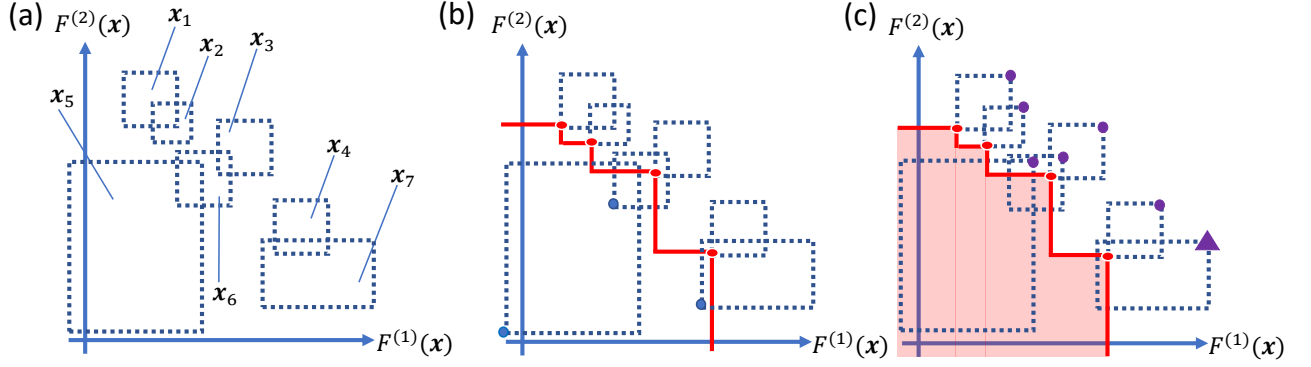 (a)
F^(2)(x)
x_1
x_2
x_3
x_5
x_4
x_7
x_6
F^(1)(x)
(b)
F^(2)(x)
F^(1)(x)
(c)
F^(2)(x)
F^(1)(x)